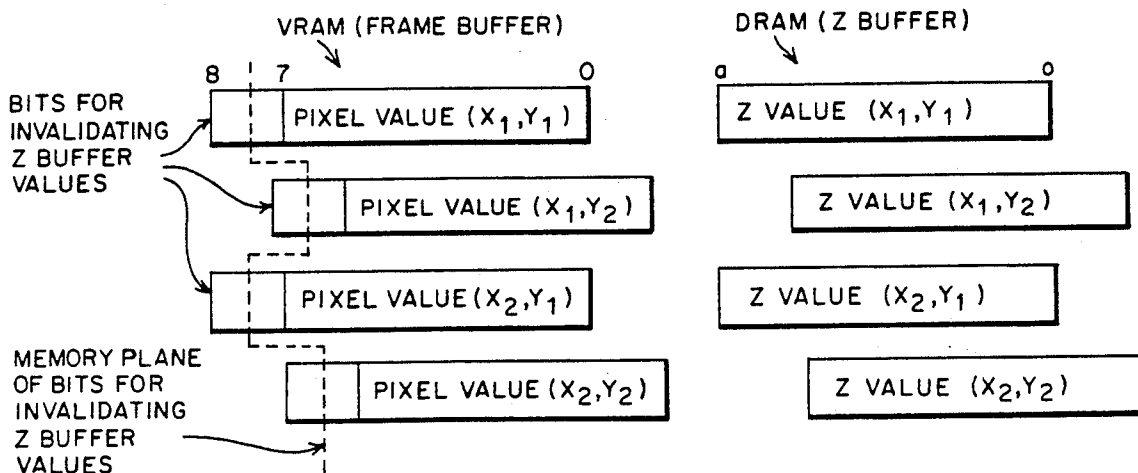 VRAM (FRAME BUFFER)
DRAM (Z BUFFER)
8 7 0
a 0
BITS FOR
INVALIDATING
Z BUFFER
VALUES
PIXEL VALUE (X1,Y1)
Z VALUE (X1,Y1)
PIXEL VALUE (X1,Y2)
Z VALUE (X1,Y2)
PIXEL VALUE (X2,Y1)
Z VALUE (X2,Y1)
MEMORY PLANE
OF BITS FOR
INVALIDATING
Z BUFFER
VALUES
PIXEL VALUE (X2,Y2)
Z VALUE (X2,Y2)